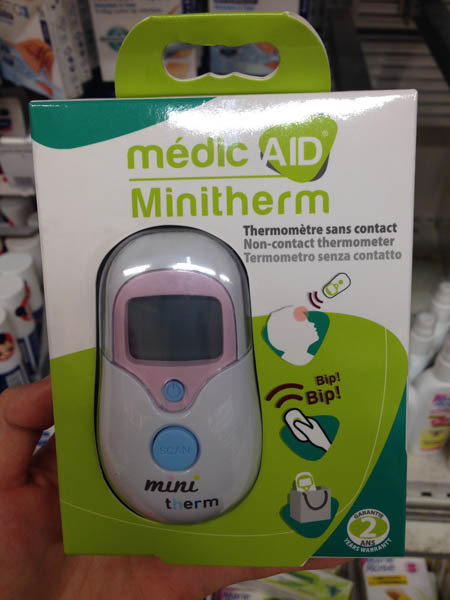 médic AID®
Minitherm
Thermomètre sans contact
Non-contact thermometer
Termometro senza contatto
Bip!
Bip!
SCAN
mini
therm
GARANTIE
2
ANS
YEARS WARRANTY